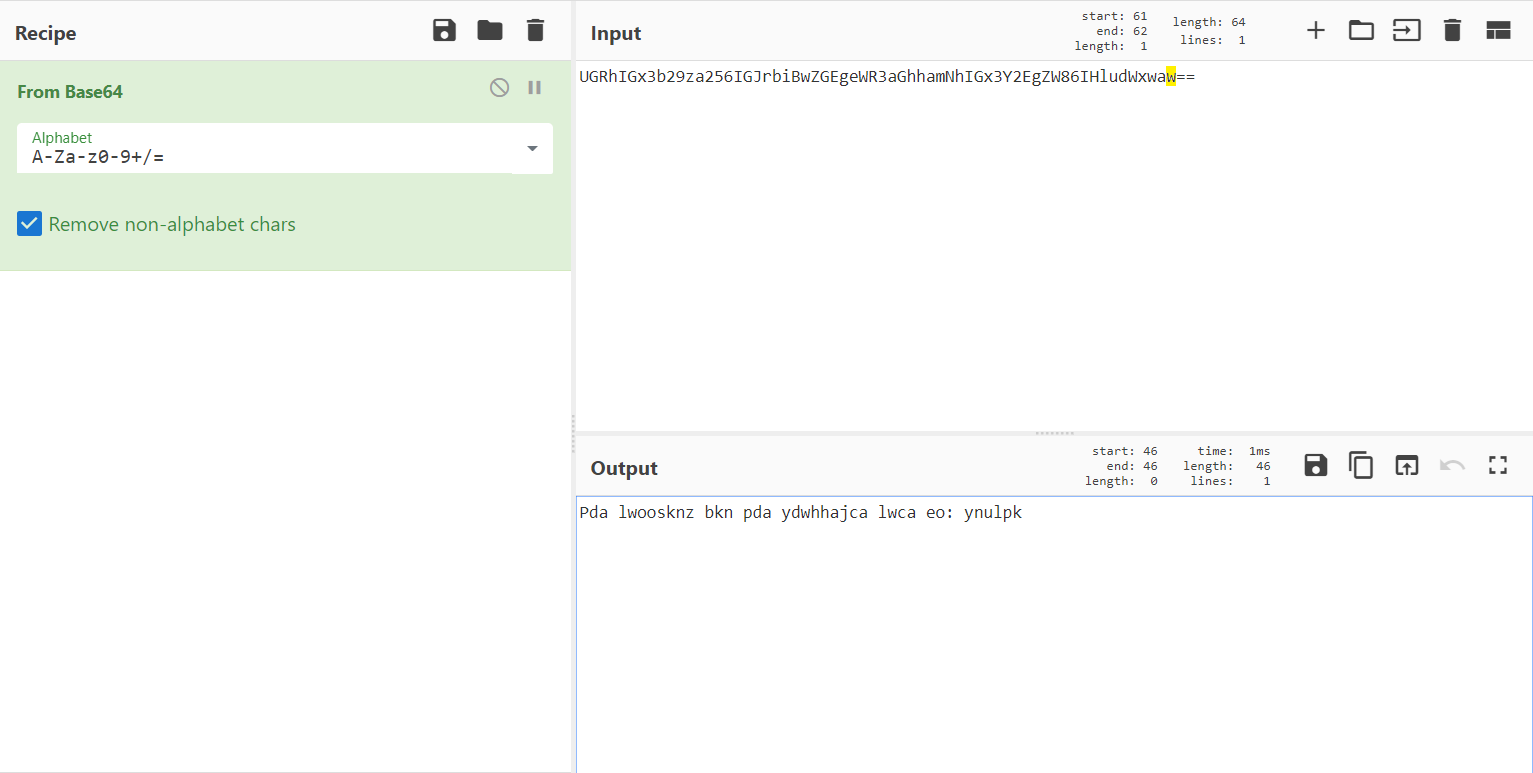 Recipe
From Base64
Alphabet
A-Za-z0-9+/=
Remove non-alphabet chars
Input
start: 61
end: 62
length: 1
length: 64
lines: 1
UGRhIGx3b29za256IGJrbiBwZGEgeWR3aGhhamNhIGx3Y2EgZW86IHludWxwaw==
Output
start: 46
end: 46
length: 0
time: 1ms
length: 46
lines: 1
Pda lwoosknz bkn pda ydwhhajca lwca eo: ynulpk